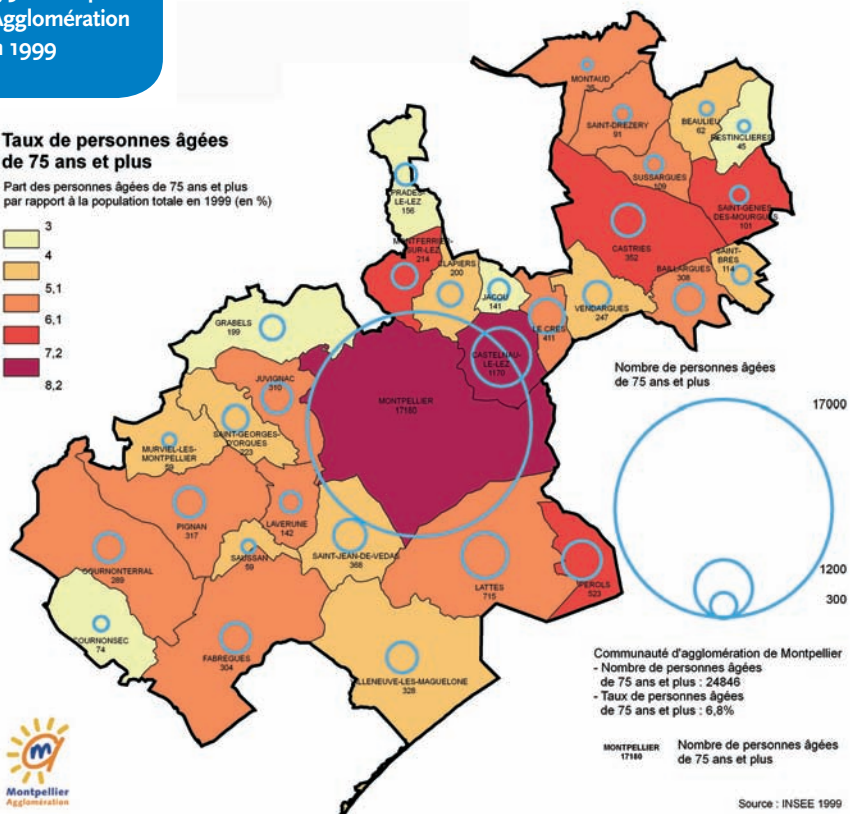 Agglomération
n 1999
Taux de personnes âgées
de 75 ans et plus
Part des personnes âgées de 75 ans et plus
par rapport à la population totale en 1999 (en %)
3
4
5,1
6,1
7,2
8,2
MONTAUD
SAINT-DREZERY
91
BEAULIEU
62
RESTINCLIERES
45
SUSSARGUES
109
SAINT-GENIES
DES-MOURGUES
101
CASTRIES
352
PRADES-
LE-LEZ
156
MONTFERRIER-
SUR-LEZ
214
CLAPIERS
200
JACOU
141
LE CRES
411
VENDARGUES
247
BAILLARGUES
308
SAINT-
BRES
114
GRABELS
199
CASTELNAU-
LE-LEZ
1170
JUVIGNAC
310
MONTPELLIER
17180
SAINT-GEORGES-
D'ORQUES
223
MURVIEL-LES-
MONTPELLIER
59
PIGNAN
317
LAVERUNE
142
SAUSSAN
59
SAINT-JEAN-DE-VEDAS
368
COURNONTERRAL
289
LATTES
715
PEROLS
523
COURNONSEC
74
FABREGUES
304
LLENEUVE-LES-MAGUELONE
328
Nombre de personnes âgées
de 75 ans et plus
17000
1200
300
Communauté d'agglomération de Montpellier
- Nombre de personnes âgées
de 75 ans et plus : 24846
- Taux de personnes âgées
de 75 ans et plus : 6,8%
MONTPELLIER
17180
Nombre de personnes âgées
de 75 ans et plus
Montpellier
Agglomération
Source : INSEE 1999